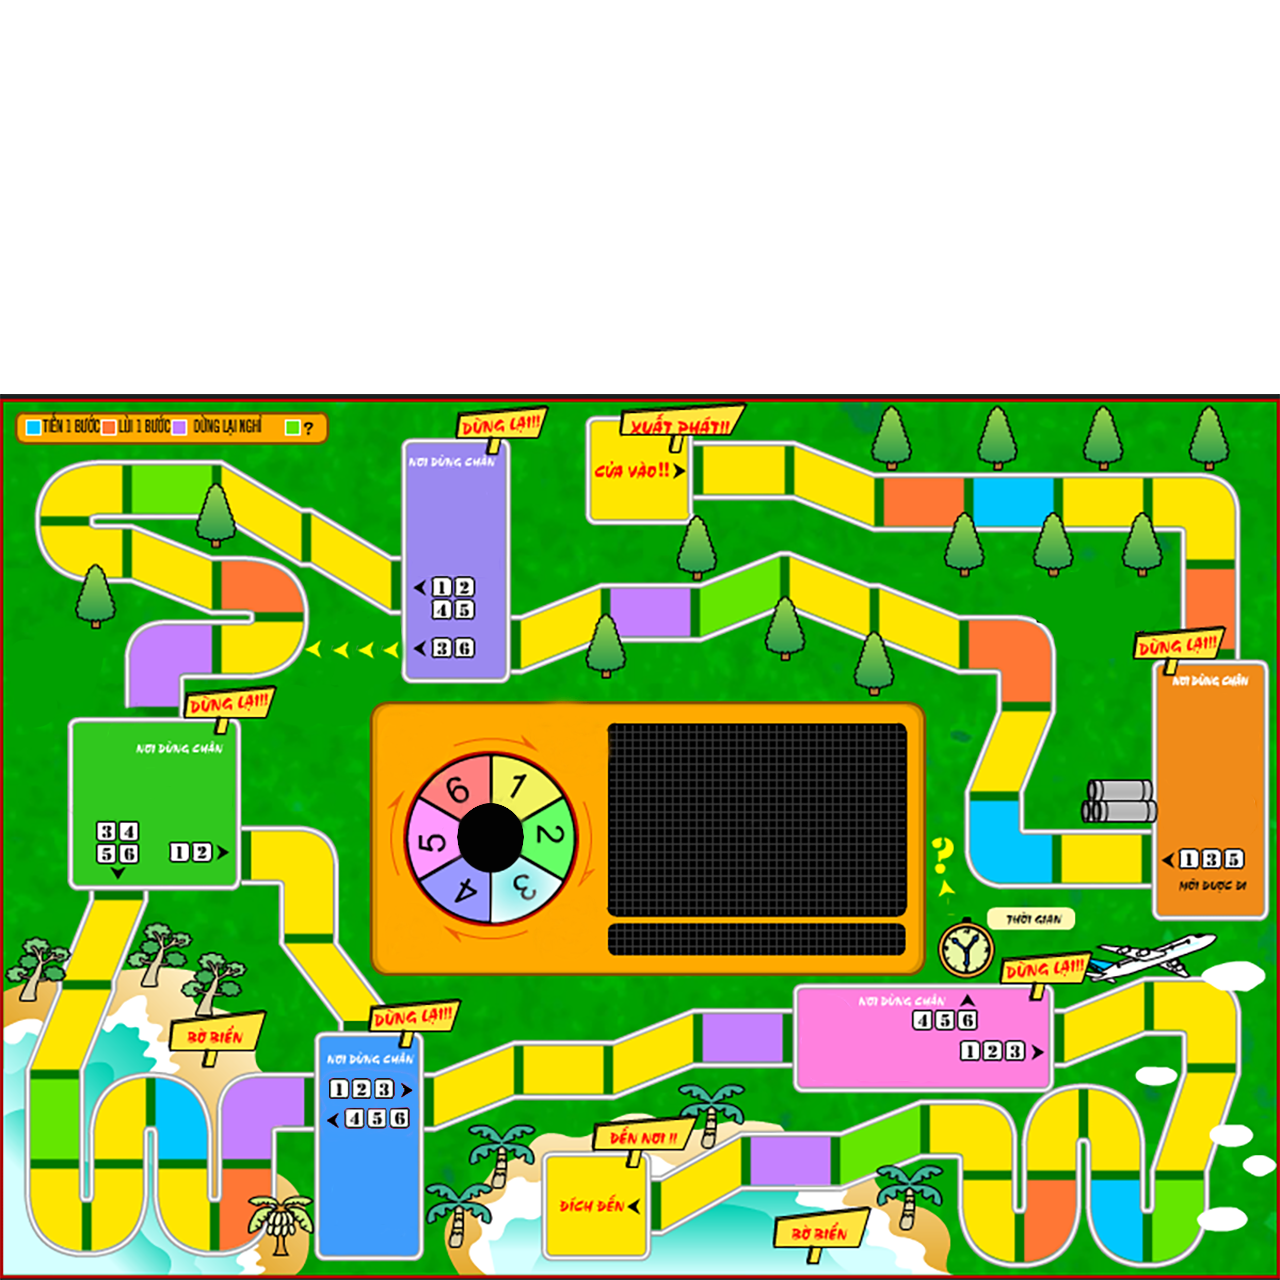 TIẾN 1 BƯỚC LÙI 1 BƯỚC DỪNG LẠI NGHỈ ?
DỪNG LẠI!!!
XUẤT PHÁT!!
NƠI DỪNG CHÂN
CỬA VÀO!!
1 2
4 5
3 6
DỪNG LẠI!!!
NƠI DỪNG CHÂN
DỪNG LẠI!!!
NƠI DỪNG CHÂN
6 1
5 2
4 3
3 4
5 6
1 2
?
1 3 5
MỚI ĐƯỢC ĐI
THỜI GIAN
DỪNG LẠI!!!
NƠI DỪNG CHÂN
4 5 6
1 2 3
DỪNG LẠI!!!
BỜ BIỂN
NƠI DỪNG CHÂN
1 2 3
4 5 6
ĐẾN NƠI !!
ĐÍCH ĐẾN
BỜ BIỂN